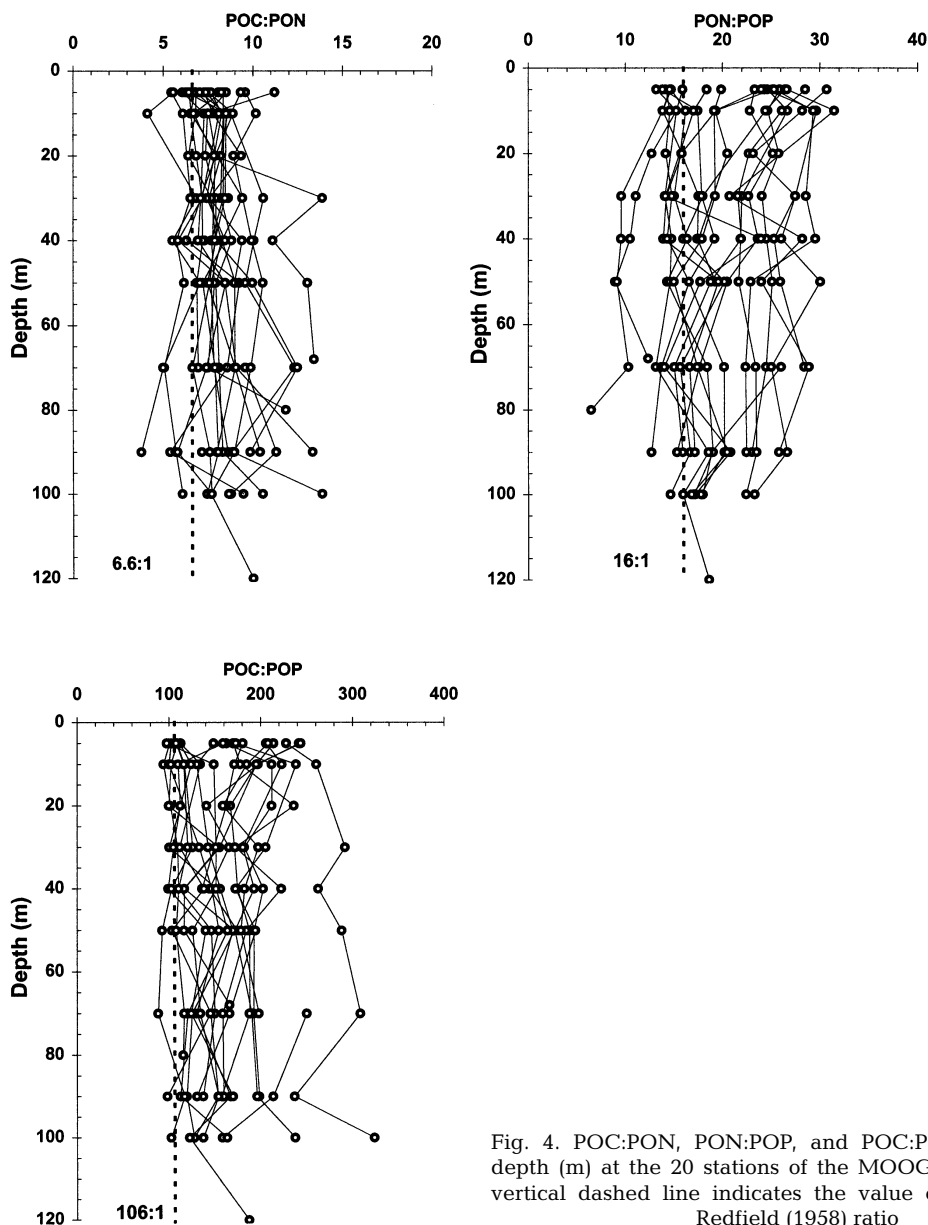 POC:PON
0 5 10 15 20
0
20
40
60
80
100
120
Depth (m)
6.6:1
PON:POP
0 10 20 30 40
0
20
40
60
80
100
120
Depth (m)
16:1
POC:POP
0 100 200 300 400
0
20
40
60
80
100
120
Depth (m)
106:1
Fig. 4. POC:PON, PON:POP, and POC:P
depth (m) at the 20 stations of the MOOG
vertical dashed line indicates the value
Redfield (1958) ratio